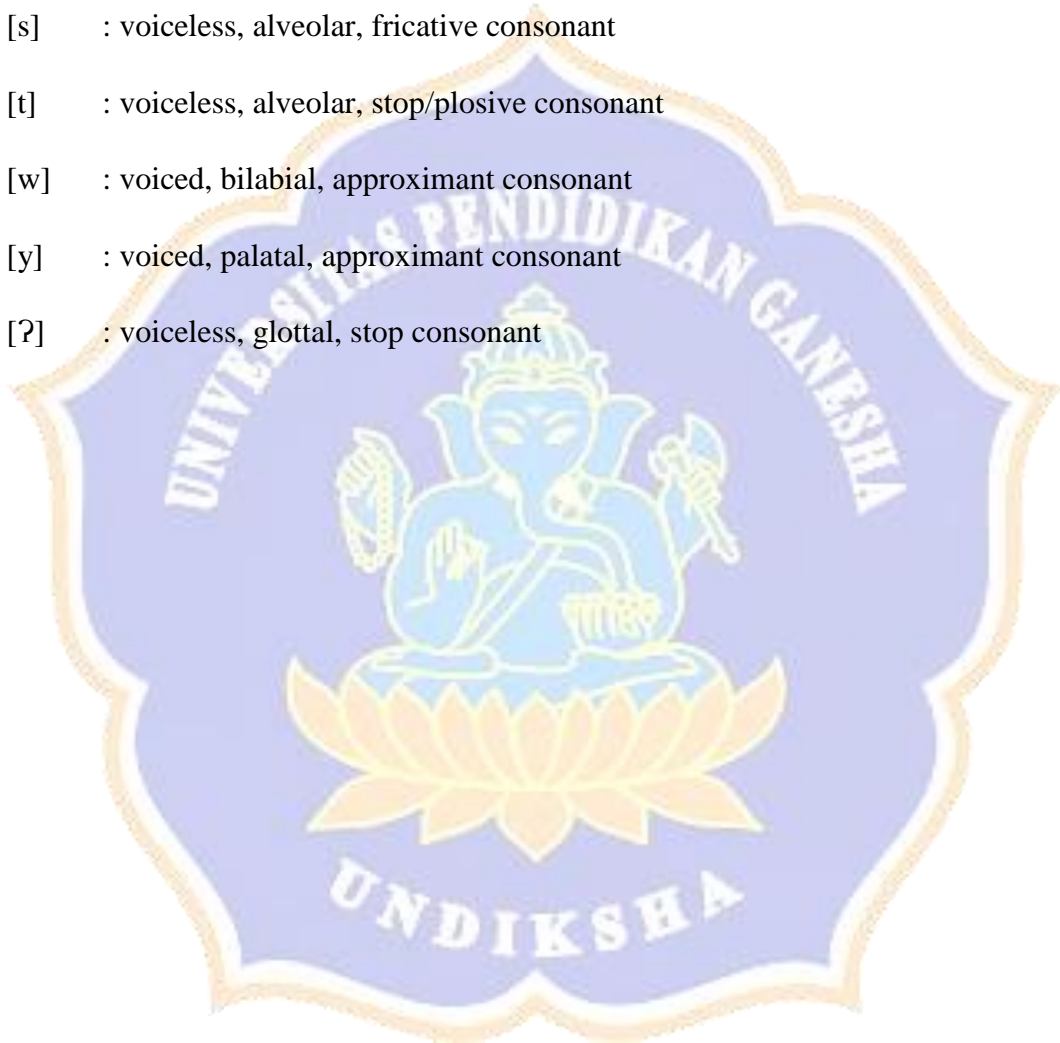 [s] : voiceless, alveolar, fricative consonant
[t] : voiceless, alveolar, stop/plosive consonant
[w] : voiced, bilabial, approximant consonant
[y] : voiced, palatal, approximant consonant
[ʔ] : voiceless, glottal, stop consonant
UNIVERSITAS PENDIDIKAN GANESHA
UNDIKSHA